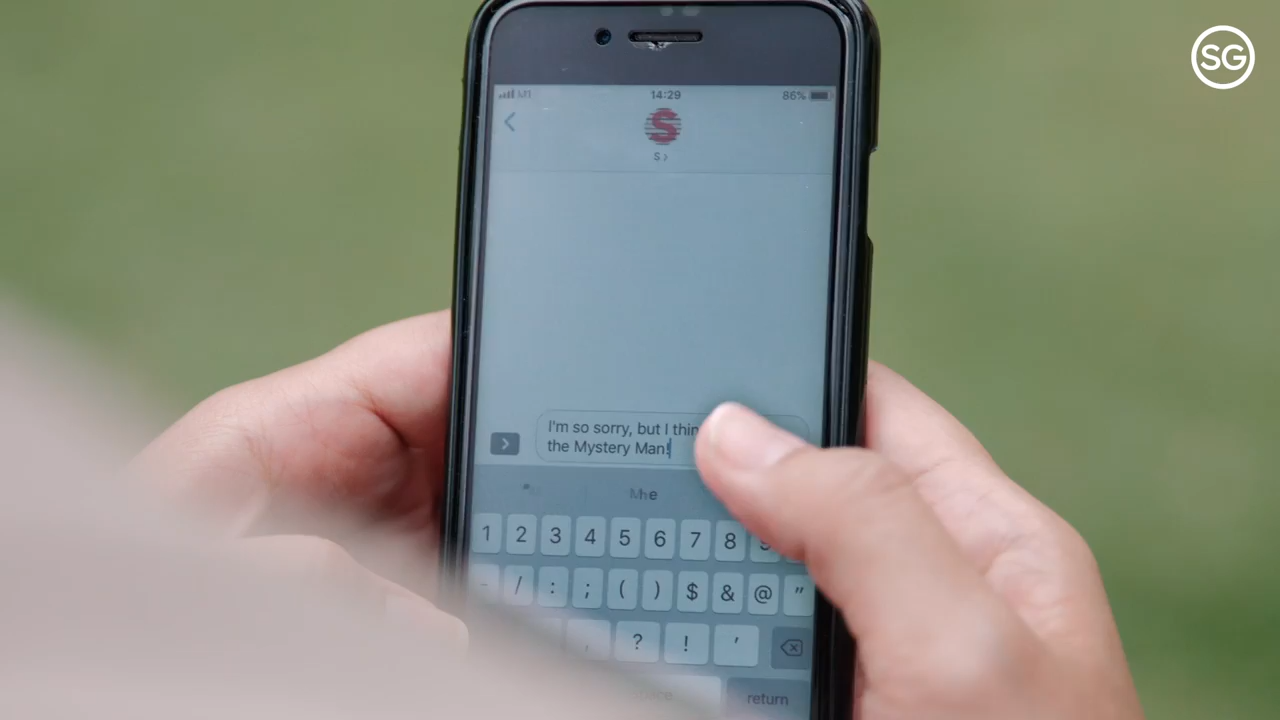 SG
M1
14:29
86%
S
S >
I'm so sorry, but I
the Mystery Man!
1 2 3 4 5 6 7 8
/ : ; ( ) $ & @ "
? ! '
return